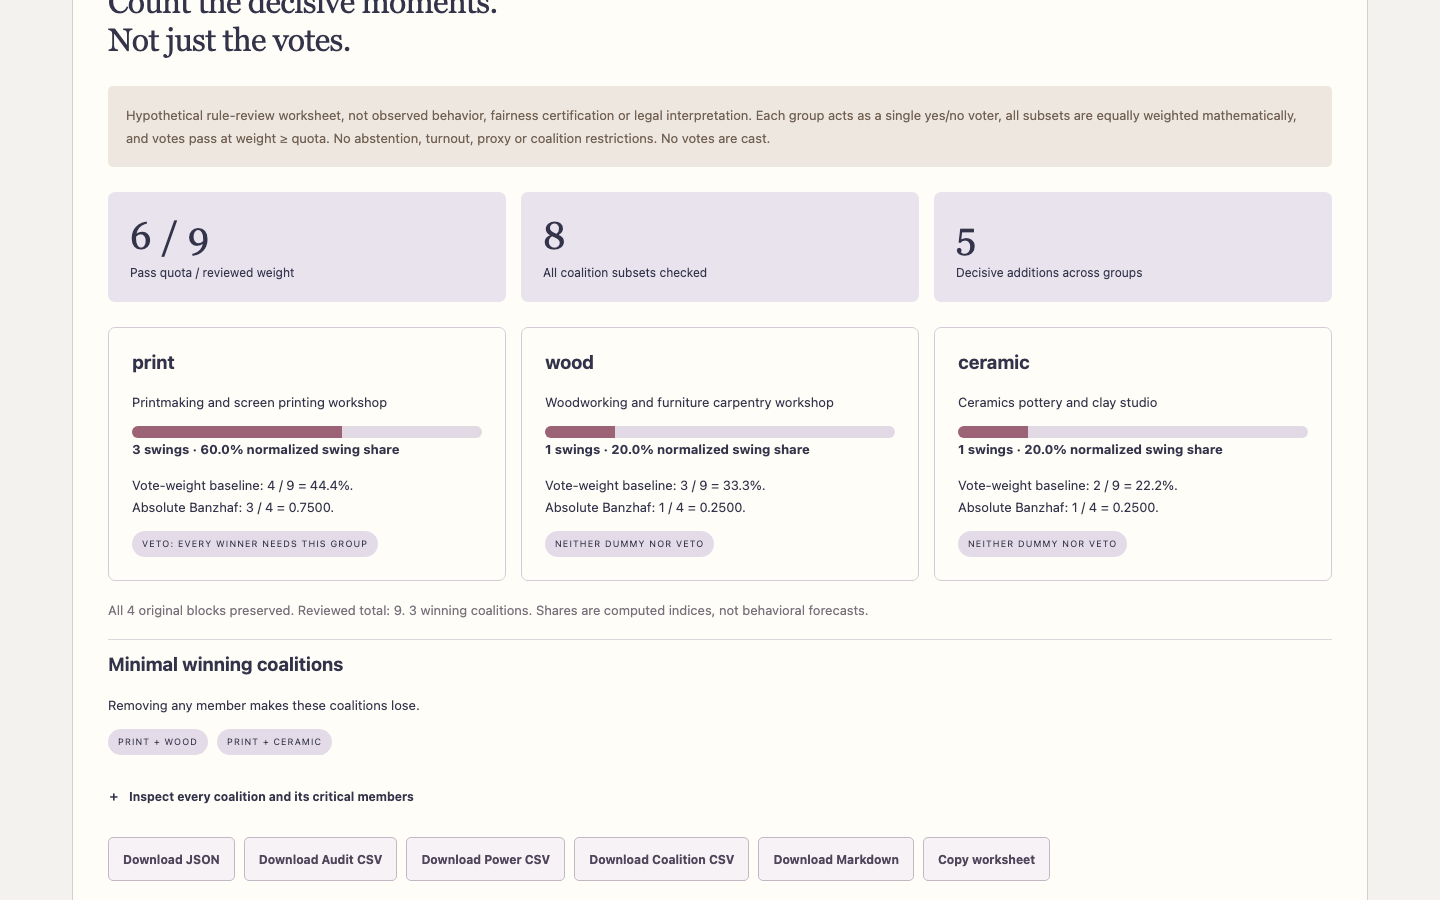 Count the decisive moments.
Not just the votes.
Hypothetical rule-review worksheet, not observed behavior, fairness certification or legal interpretation. Each group acts as a single yes/no voter, all subsets are equally weighted mathematically,
and votes pass at weight ≥ quota. No abstention, turnout, proxy or coalition restrictions. No votes are cast.
6 / 9
Pass quota / reviewed weight
8
All coalition subsets checked
5
Decisive additions across groups
print
Printmaking and screen printing workshop
3 swings · 60.0% normalized swing share
Vote-weight baseline: 4 / 9 = 44.4%.
Absolute Banzhaf: 3 / 4 = 0.7500.
VETO: EVERY WINNER NEEDS THIS GROUP
wood
Woodworking and furniture carpentry workshop
1 swings · 20.0% normalized swing share
Vote-weight baseline: 3 / 9 = 33.3%.
Absolute Banzhaf: 1 / 4 = 0.2500.
NEITHER DUMMY NOR VETO
ceramic
Ceramics pottery and clay studio
1 swings · 20.0% normalized swing share
Vote-weight baseline: 2 / 9 = 22.2%.
Absolute Banzhaf: 1 / 4 = 0.2500.
NEITHER DUMMY NOR VETO
All 4 original blocks preserved. Reviewed total: 9. 3 winning coalitions. Shares are computed indices, not behavioral forecasts.
Minimal winning coalitions
Removing any member makes these coalitions lose.
PRINT + WOOD
PRINT + CERAMIC
+ Inspect every coalition and its critical members
Download JSON
Download Audit CSV
Download Power CSV
Download Coalition CSV
Download Markdown
Copy worksheet